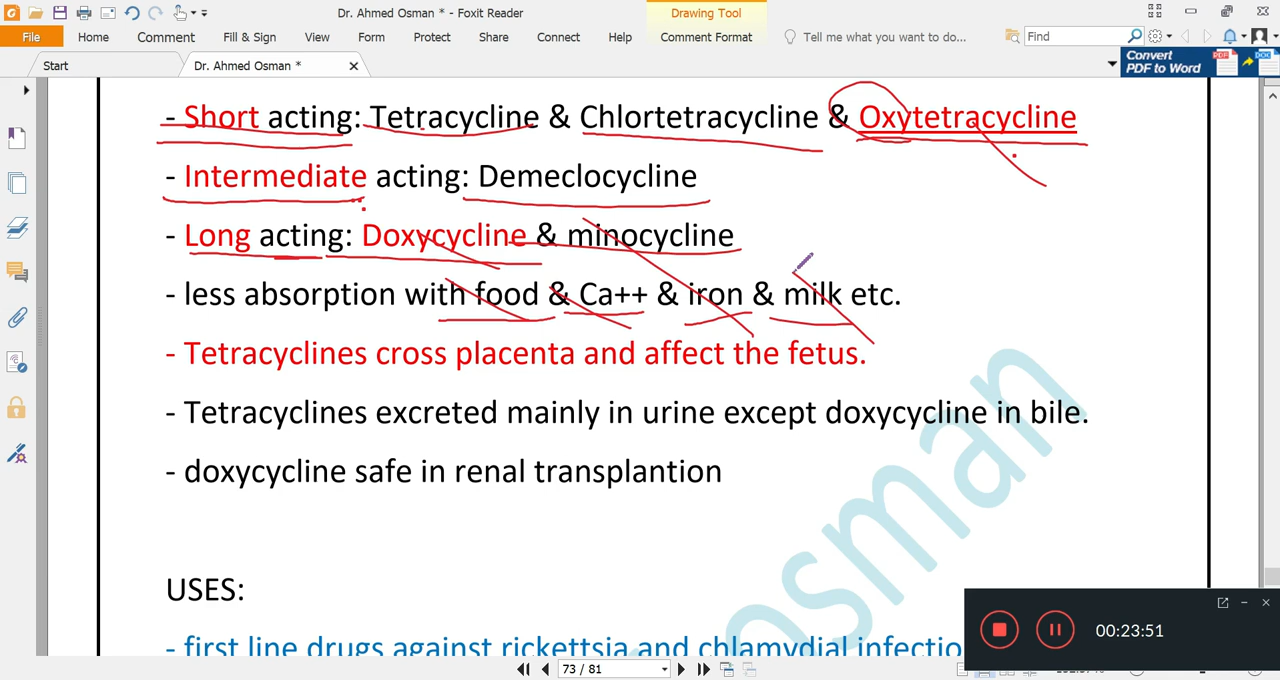 Dr. Ahmed Osman * - Foxit Reader
Drawing Tool
File Home Comment Fill & Sign View Form Protect Share Connect Help Comment Format Tell me what you want to do... Find
Start Dr. Ahmed Osman * Convert PDF to Word
- Short acting: Tetracycline & Chlortetracycline & Oxytetracycline
- Intermediate acting: Demeclocycline
- Long acting: Doxycycline & minocycline
- less absorption with food & Ca++ & iron & milk etc.
- Tetracyclines cross placenta and affect the fetus.
- Tetracyclines excreted mainly in urine except doxycycline in bile.
- doxycycline safe in renal transplantion
USES:
- first line drugs against rickettsia and chlamydial infectio
00:23:51
73 / 81